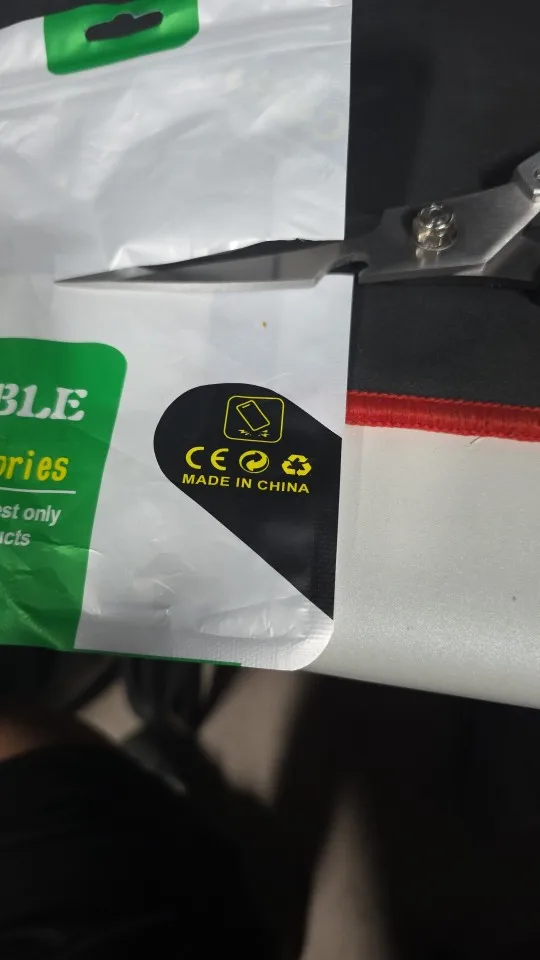 BLE
ories
est only
ucts
CE
MADE IN CHINA